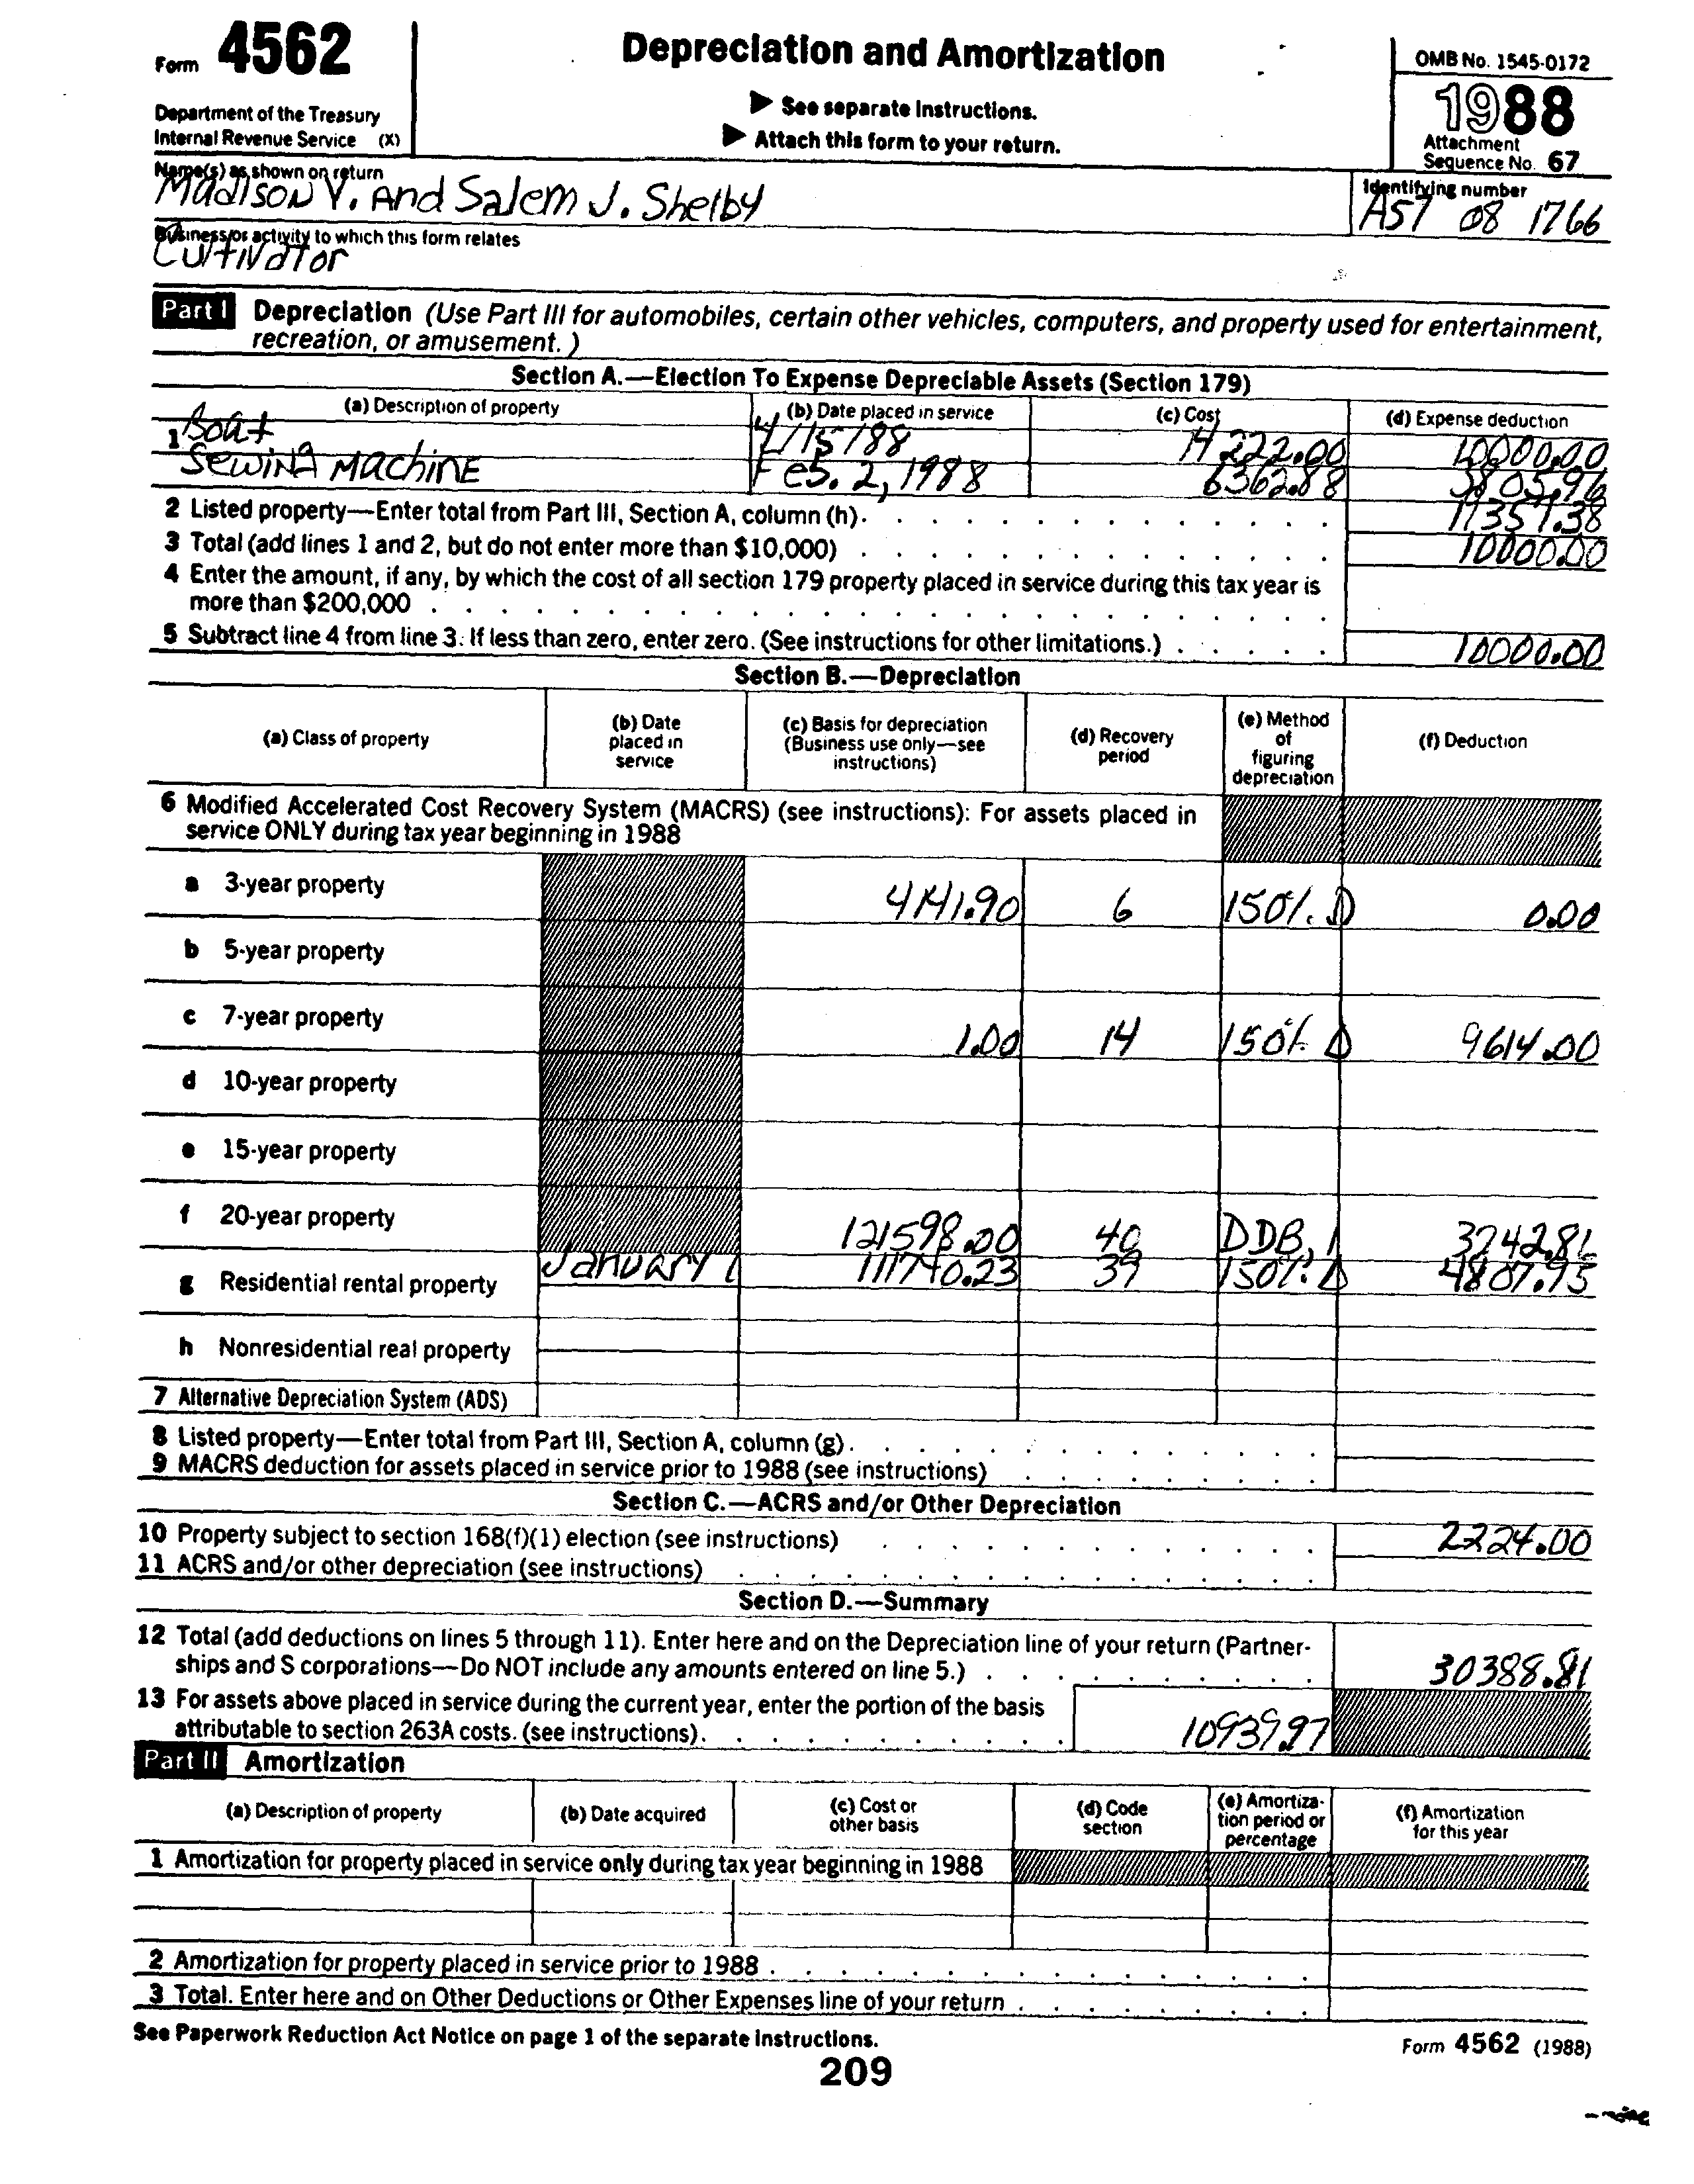 Form 4562
Depreciation and Amortization
OMB No. 1545-0172
▶ See separate Instructions.
▶ Attach this form to your return.
1988
Department of the Treasury
Internal Revenue Service (X)
Attachment
Sequence No. 67
Name(s) as shown on return
Identifying number
Madison Y. And Salem J. Shelby
08 1766
Business or activity to which this form relates
Cultivator
Part I Depreciation (Use Part III for automobiles, certain other vehicles, computers, and property used for entertainment,
recreation, or amusement.)
Section A.—Election To Expense Depreciable Assets (Section 179)
(a) Description of property (b) Date placed in service (c) Cost (d) Expense deduction
1 Boat 4/15/88 14222.00 10000.00
Sewing Machine Feb. 2, 1988 6362.88 3805.96
2 Listed property—Enter total from Part III, Section A, column (h). 11357.38
3 Total (add lines 1 and 2, but do not enter more than $10,000) 10000.00
4 Enter the amount, if any, by which the cost of all section 179 property placed in service during this tax year is
more than $200,000
5 Subtract line 4 from line 3. If less than zero, enter zero. (See instructions for other limitations.) 10000.00
Section B.—Depreciation
(a) Class of property (b) Date placed in service (c) Basis for depreciation (Business use only—see instructions) (d) Recovery period (e) Method of figuring depreciation (f) Deduction
6 Modified Accelerated Cost Recovery System (MACRS) (see instructions): For assets placed in
service ONLY during tax year beginning in 1988
a 3-year property 4141.90 6 150% D 0.00
b 5-year property
c 7-year property 1.00 14 150% D 9614.00
d 10-year property
e 15-year property
f 20-year property 121598.00 40 DDB, 3742.86
g Residential rental property January 1 111740.23 39 150% D 4807.95
h Nonresidential real property
7 Alternative Depreciation System (ADS)
8 Listed property—Enter total from Part III, Section A, column (g).
9 MACRS deduction for assets placed in service prior to 1988 (see instructions)
Section C.—ACRS and/or Other Depreciation
10 Property subject to section 168(f)(1) election (see instructions) 2224.00
11 ACRS and/or other depreciation (see instructions)
Section D.—Summary
12 Total (add deductions on lines 5 through 11). Enter here and on the Depreciation line of your return (Partner-
ships and S corporations—Do NOT include any amounts entered on line 5.) 30388.81
13 For assets above placed in service during the current year, enter the portion of the basis
attributable to section 263A costs. (see instructions). 10939.97
Part II Amortization
(a) Description of property (b) Date acquired (c) Cost or other basis (d) Code section (e) Amortization period or percentage (f) Amortization for this year
1 Amortization for property placed in service only during tax year beginning in 1988
2 Amortization for property placed in service prior to 1988
3 Total. Enter here and on Other Deductions or Other Expenses line of your return
See Paperwork Reduction Act Notice on page 1 of the separate Instructions.
Form 4562 (1988)
209